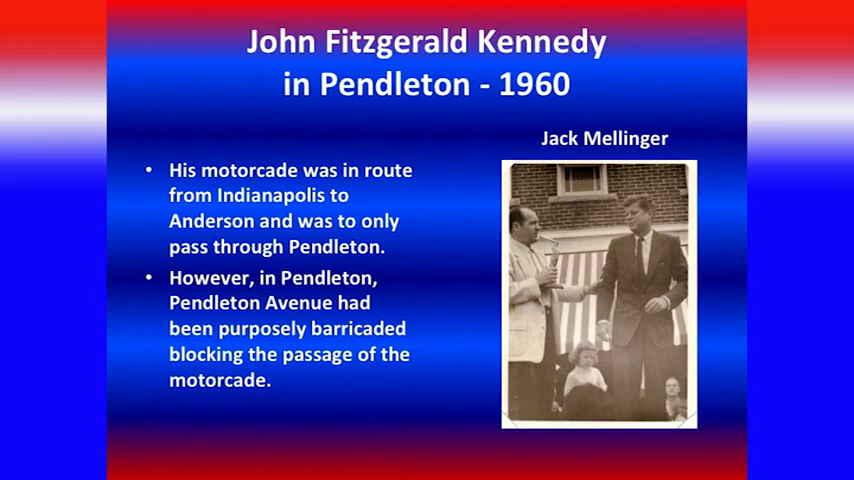 John Fitzgerald Kennedy
in Pendleton - 1960
Jack Mellinger
• His motorcade was in route
from Indianapolis to
Anderson and was to only
pass through Pendleton.
• However, in Pendleton,
Pendleton Avenue had
been purposely barricaded
blocking the passage of the
motorcade.